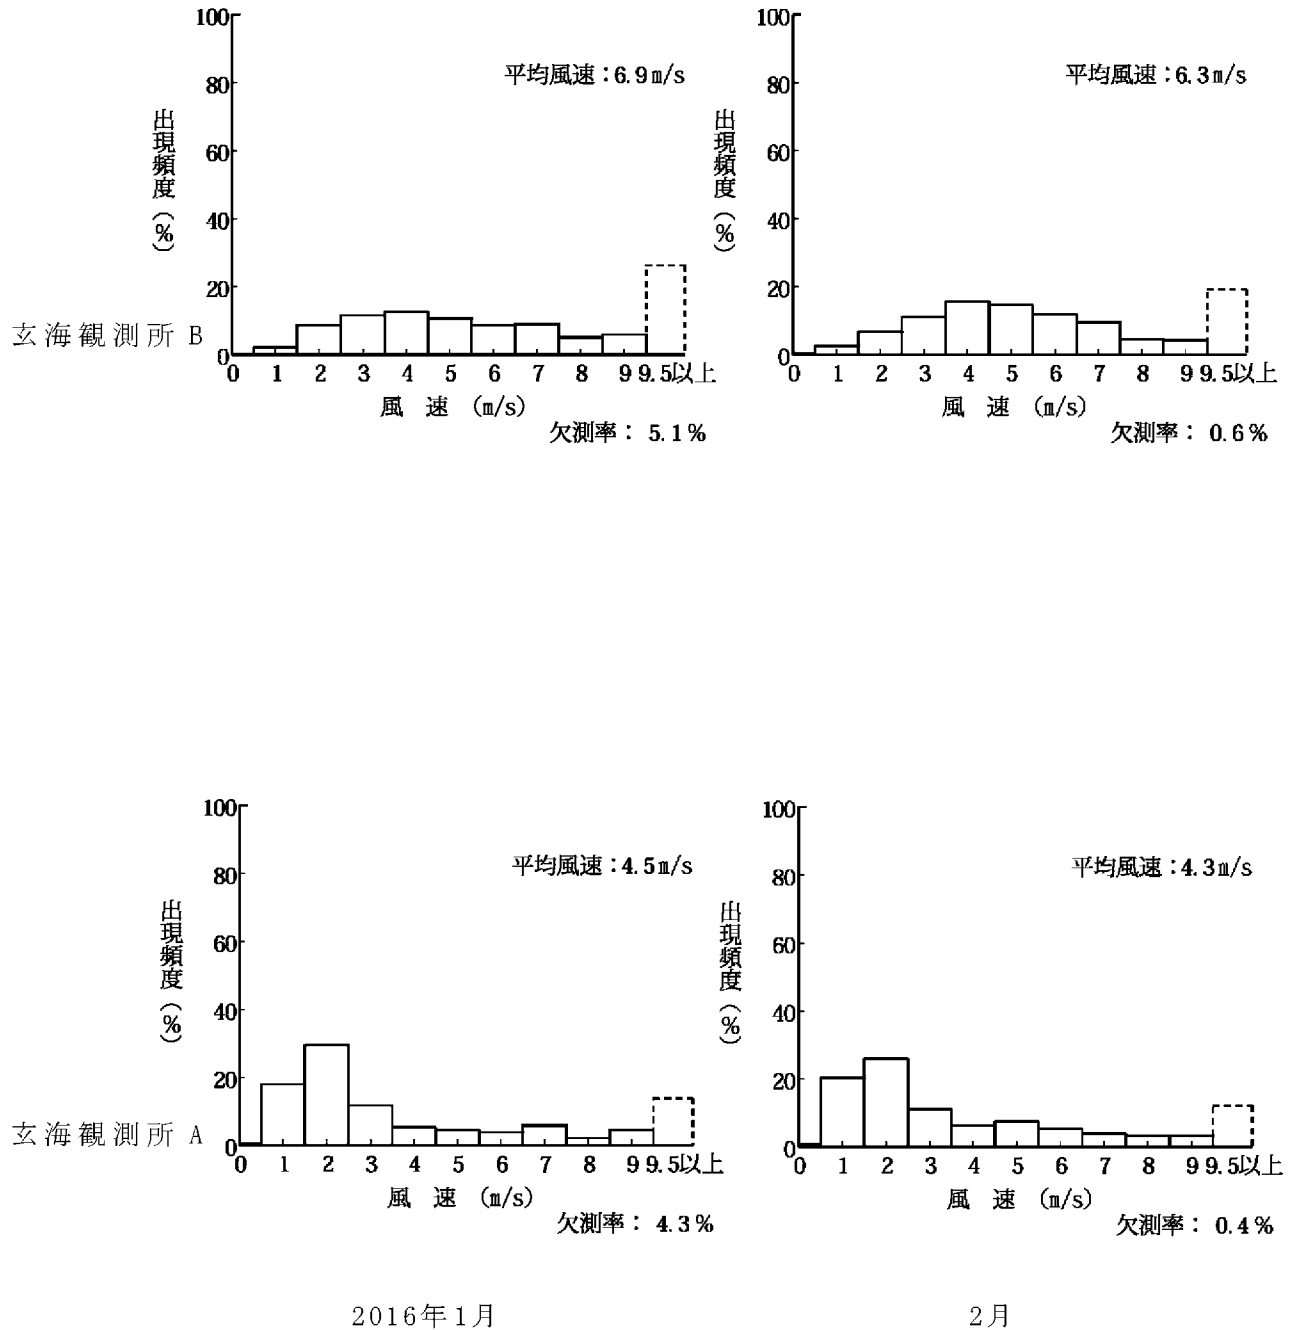 100
80
60
40
20
0
出現頻度(%)
平均風速:6.9m/s
0 1 2 3 4 5 6 7 8 9 9.5以上
風 速 (m/s)
欠測率: 5.1%
100
80
60
40
20
0
出現頻度(%)
平均風速:6.3m/s
0 1 2 3 4 5 6 7 8 9 9.5以上
風 速 (m/s)
欠測率: 0.6%
玄海観測所 B
100
80
60
40
20
0
出現頻度(%)
平均風速:4.5m/s
0 1 2 3 4 5 6 7 8 9 9.5以上
風 速 (m/s)
欠測率: 4.3%
100
80
60
40
20
0
出現頻度(%)
平均風速:4.3m/s
0 1 2 3 4 5 6 7 8 9 9.5以上
風 速 (m/s)
欠測率: 0.4%
玄海観測所 A
2016年1月
2月